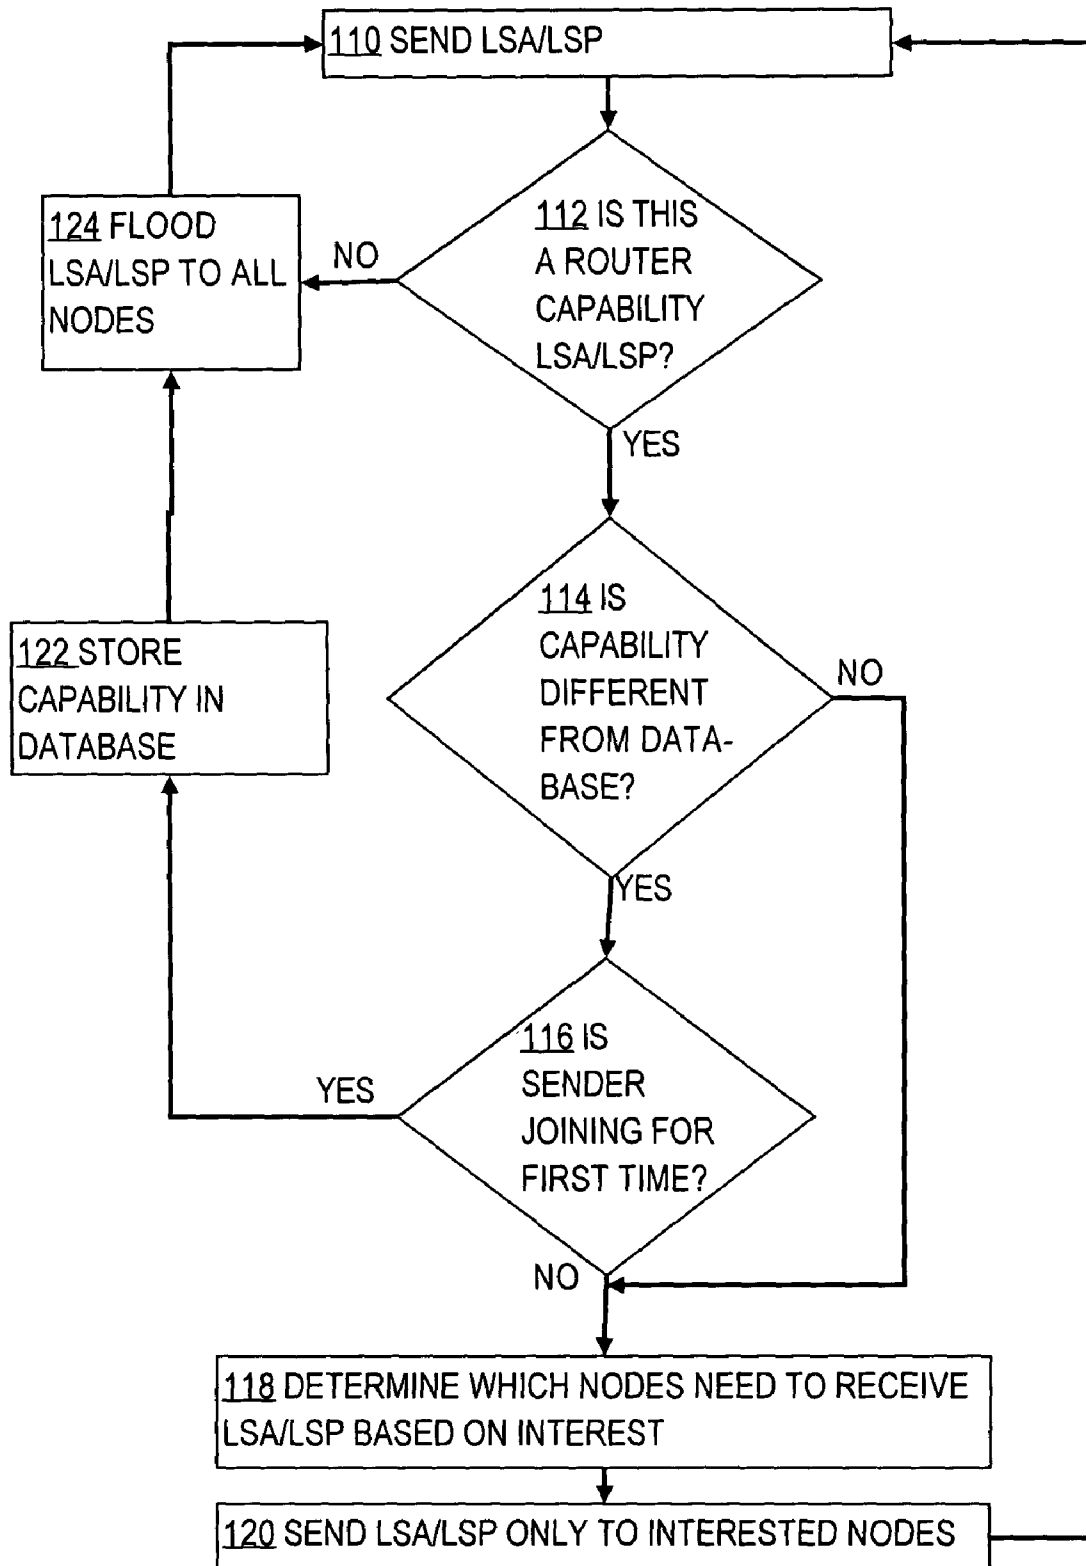 110 SEND LSA/LSP
112 IS THIS
A ROUTER
CAPABILITY
LSA/LSP?
NO
124 FLOOD
LSA/LSP TO ALL
NODES
YES
114 IS
CAPABILITY
DIFFERENT
FROM DATA-
BASE?
NO
122 STORE
CAPABILITY IN
DATABASE
YES
116 IS
SENDER
JOINING FOR
FIRST TIME?
YES
NO
118 DETERMINE WHICH NODES NEED TO RECEIVE
LSA/LSP BASED ON INTEREST
120 SEND LSA/LSP ONLY TO INTERESTED NODES